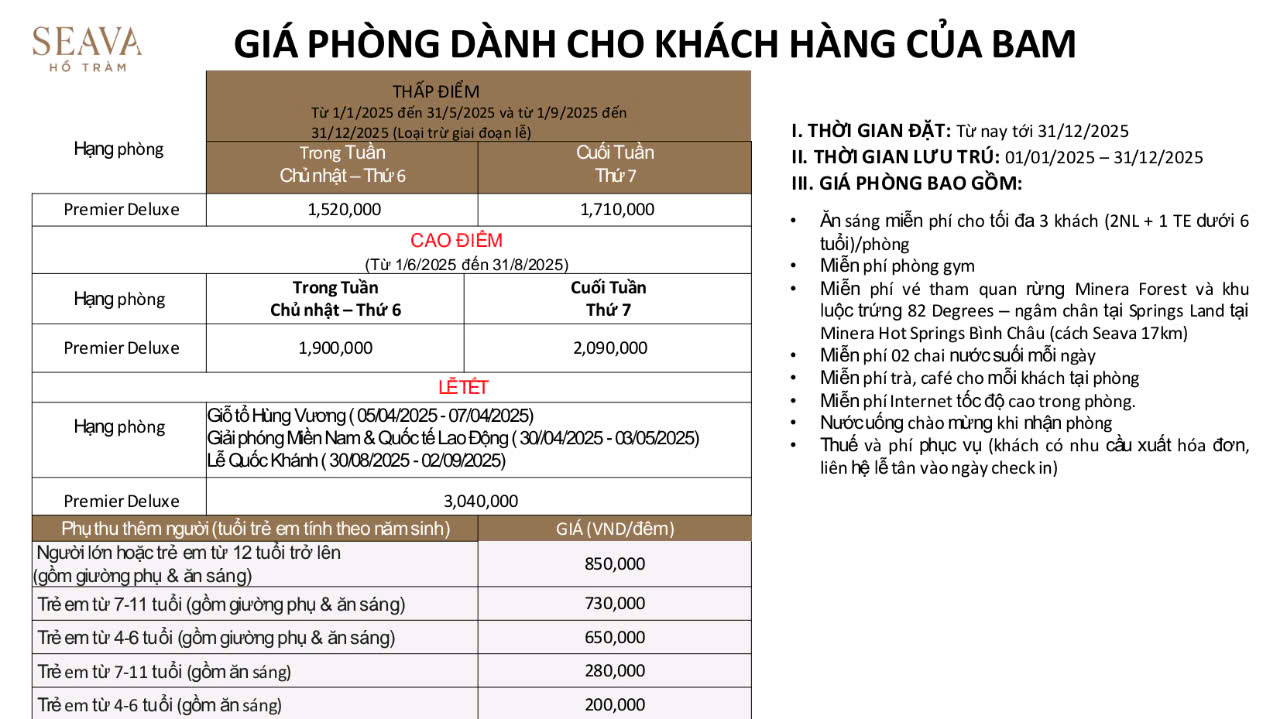 SEAVA
HỒ TRÀM
GIÁ PHÒNG DÀNH CHO KHÁCH HÀNG CỦA BAM
Hạng phòng
THẤP ĐIỂM
Từ 1/1/2025 đến 31/5/2025 và từ 1/9/2025 đến
31/12/2025 (Loại trừ giai đoạn lễ)
Trong Tuần
Chủ nhật – Thứ 6
Cuối Tuần
Thứ 7
Premier Deluxe
1,520,000
1,710,000
CAO ĐIỂM
(Từ 1/6/2025 đến 31/8/2025)
Hạng phòng
Trong Tuần
Chủ nhật – Thứ 6
Cuối Tuần
Thứ 7
Premier Deluxe
1,900,000
2,090,000
LỄ TẾT
Hạng phòng
Giỗ tổ Hùng Vương ( 05/04/2025 - 07/04/2025)
Giải phóng Miền Nam & Quốc tế Lao Động ( 30//04/2025 - 03/05/2025)
Lễ Quốc Khánh ( 30/08/2025 - 02/09/2025)
Premier Deluxe
3,040,000
Phụ thu thêm người (tuổi trẻ em tính theo năm sinh)
GIÁ (VND/đêm)
Người lớn hoặc trẻ em từ 12 tuổi trở lên
(gồm giường phụ & ăn sáng)
850,000
Trẻ em từ 7-11 tuổi (gồm giường phụ & ăn sáng)
730,000
Trẻ em từ 4-6 tuổi (gồm giường phụ & ăn sáng)
650,000
Trẻ em từ 7-11 tuổi (gồm ăn sáng)
280,000
Trẻ em từ 4-6 tuổi (gồm ăn sáng)
200,000
I. THỜI GIAN ĐẶT: Từ nay tới 31/12/2025
II. THỜI GIAN LƯU TRÚ: 01/01/2025 – 31/12/2025
III. GIÁ PHÒNG BAO GỒM:
• Ăn sáng miễn phí cho tối đa 3 khách (2NL + 1 TE dưới 6
tuổi)/phòng
• Miễn phí phòng gym
• Miễn phí vé tham quan rừng Minera Forest và khu
luộc trứng 82 Degrees – ngâm chân tại Springs Land tại
Minera Hot Springs Bình Châu (cách Seava 17km)
• Miễn phí 02 chai nước suối mỗi ngày
• Miễn phí trà, café cho mỗi khách tại phòng
• Miễn phí Internet tốc độ cao trong phòng.
• Nước uống chào mừng khi nhận phòng
• Thuế và phí phục vụ (khách có nhu cầu xuất hóa đơn,
liên hệ lễ tân vào ngày check in)